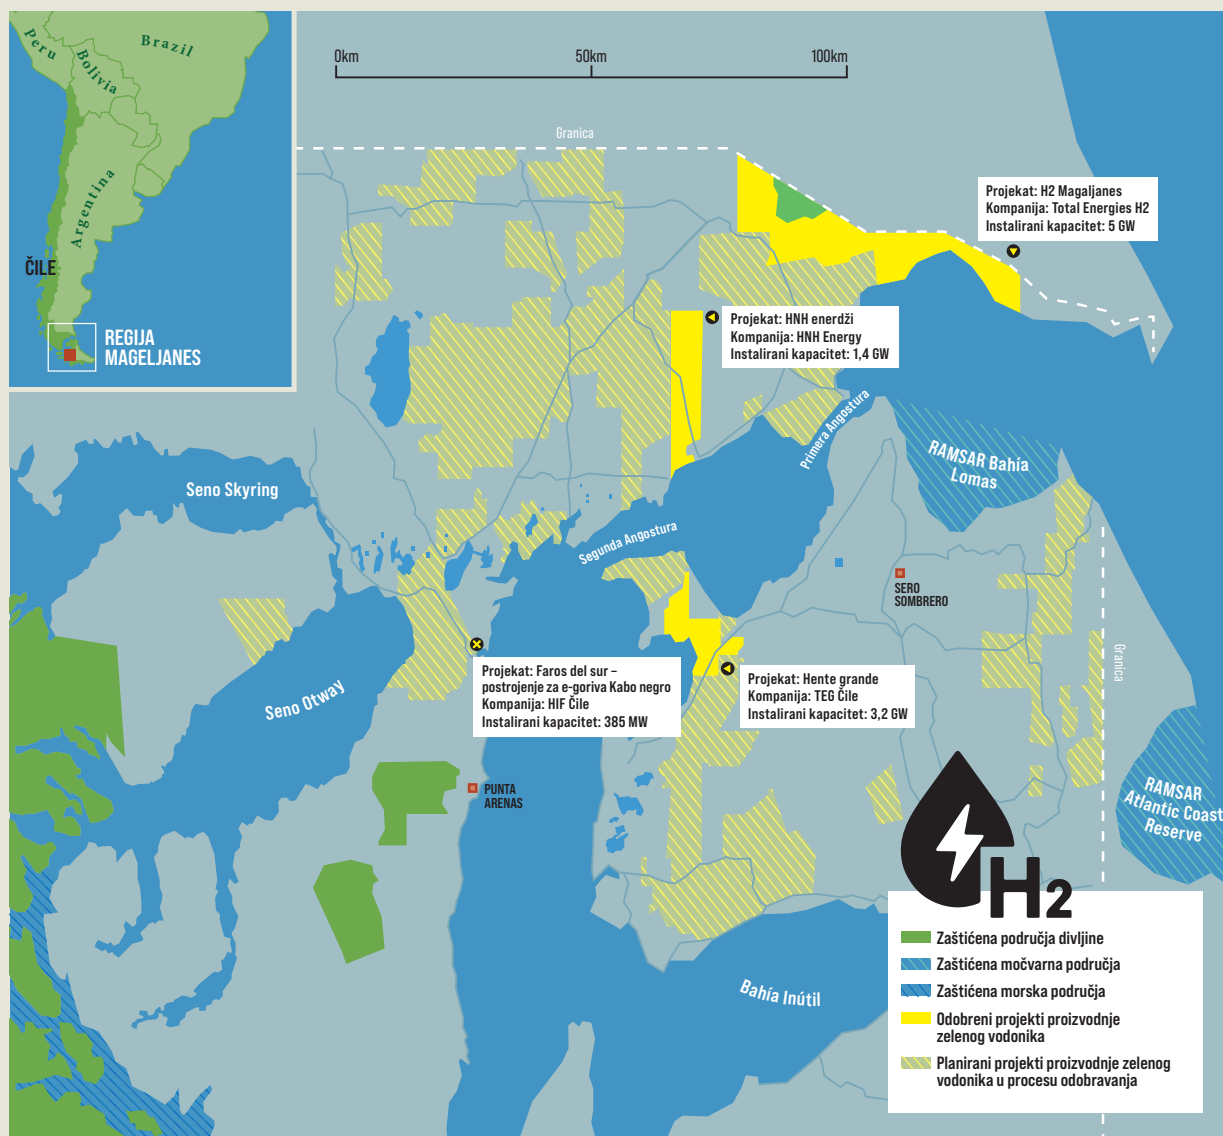 Peru
Bolivia
Brazil
Argentina
ČILE
REGIJA
MAGELJANES
0km
50km
100km
Granica
Projekat: H2 Magaljanes
Kompanija: Total Energies H2
Instalirani kapacitet: 5 GW
Projekat: HNH enerdži
Kompanija: HNH Energy
Instalirani kapacitet: 1,4 GW
Primera Angostura
RAMSAR Bahía
Lomas
Seno Skyring
Segunda Angostura
SERO
SOMBRERO
Granica
Projekat: Faros del sur –
postrojenje za e-goriva Kabo negro
Kompanija: HIF Čile
Instalirani kapacitet: 385 MW
Projekat: Hente grande
Kompanija: TEG Čile
Instalirani kapacitet: 3,2 GW
Seno Otway
PUNTA
ARENAS
RAMSAR
Atlantic Coast
Reserve
H2
Bahía Inútil
Zaštićena područja divljine
Zaštićena močvarna područja
Zaštićena morska područja
Odobreni projekti proizvodnje
zelenog vodonika
Planirani projekti proizvodnje zelenog
vodonika u procesu odobravanja